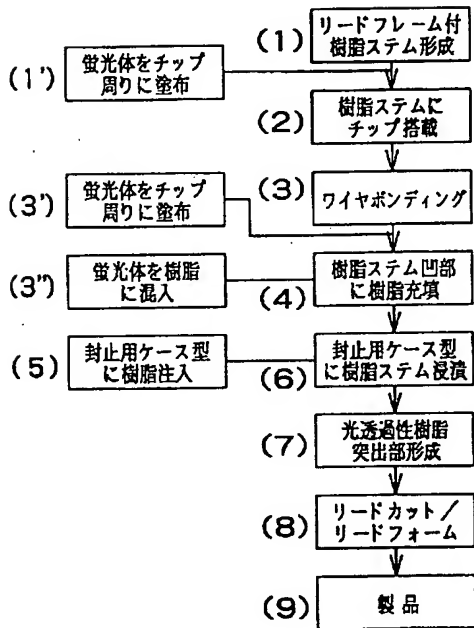 (1)
リードフレーム付
樹脂ステム形成
(1')
蛍光体をチップ
周りに塗布
(2)
樹脂ステムに
チップ搭載
(3)
ワイヤボンディング
(3')
蛍光体をチップ
周りに塗布
(3")
蛍光体を樹脂
に混入
(4)
樹脂ステム凹部
に樹脂充填
(5)
封止用ケース型
に樹脂注入
(6)
封止用ケース型
に樹脂ステム浸漬
(7)
光透過性樹脂
突出部形成
(8)
リードカット/
リードフォーム
(9)
製品